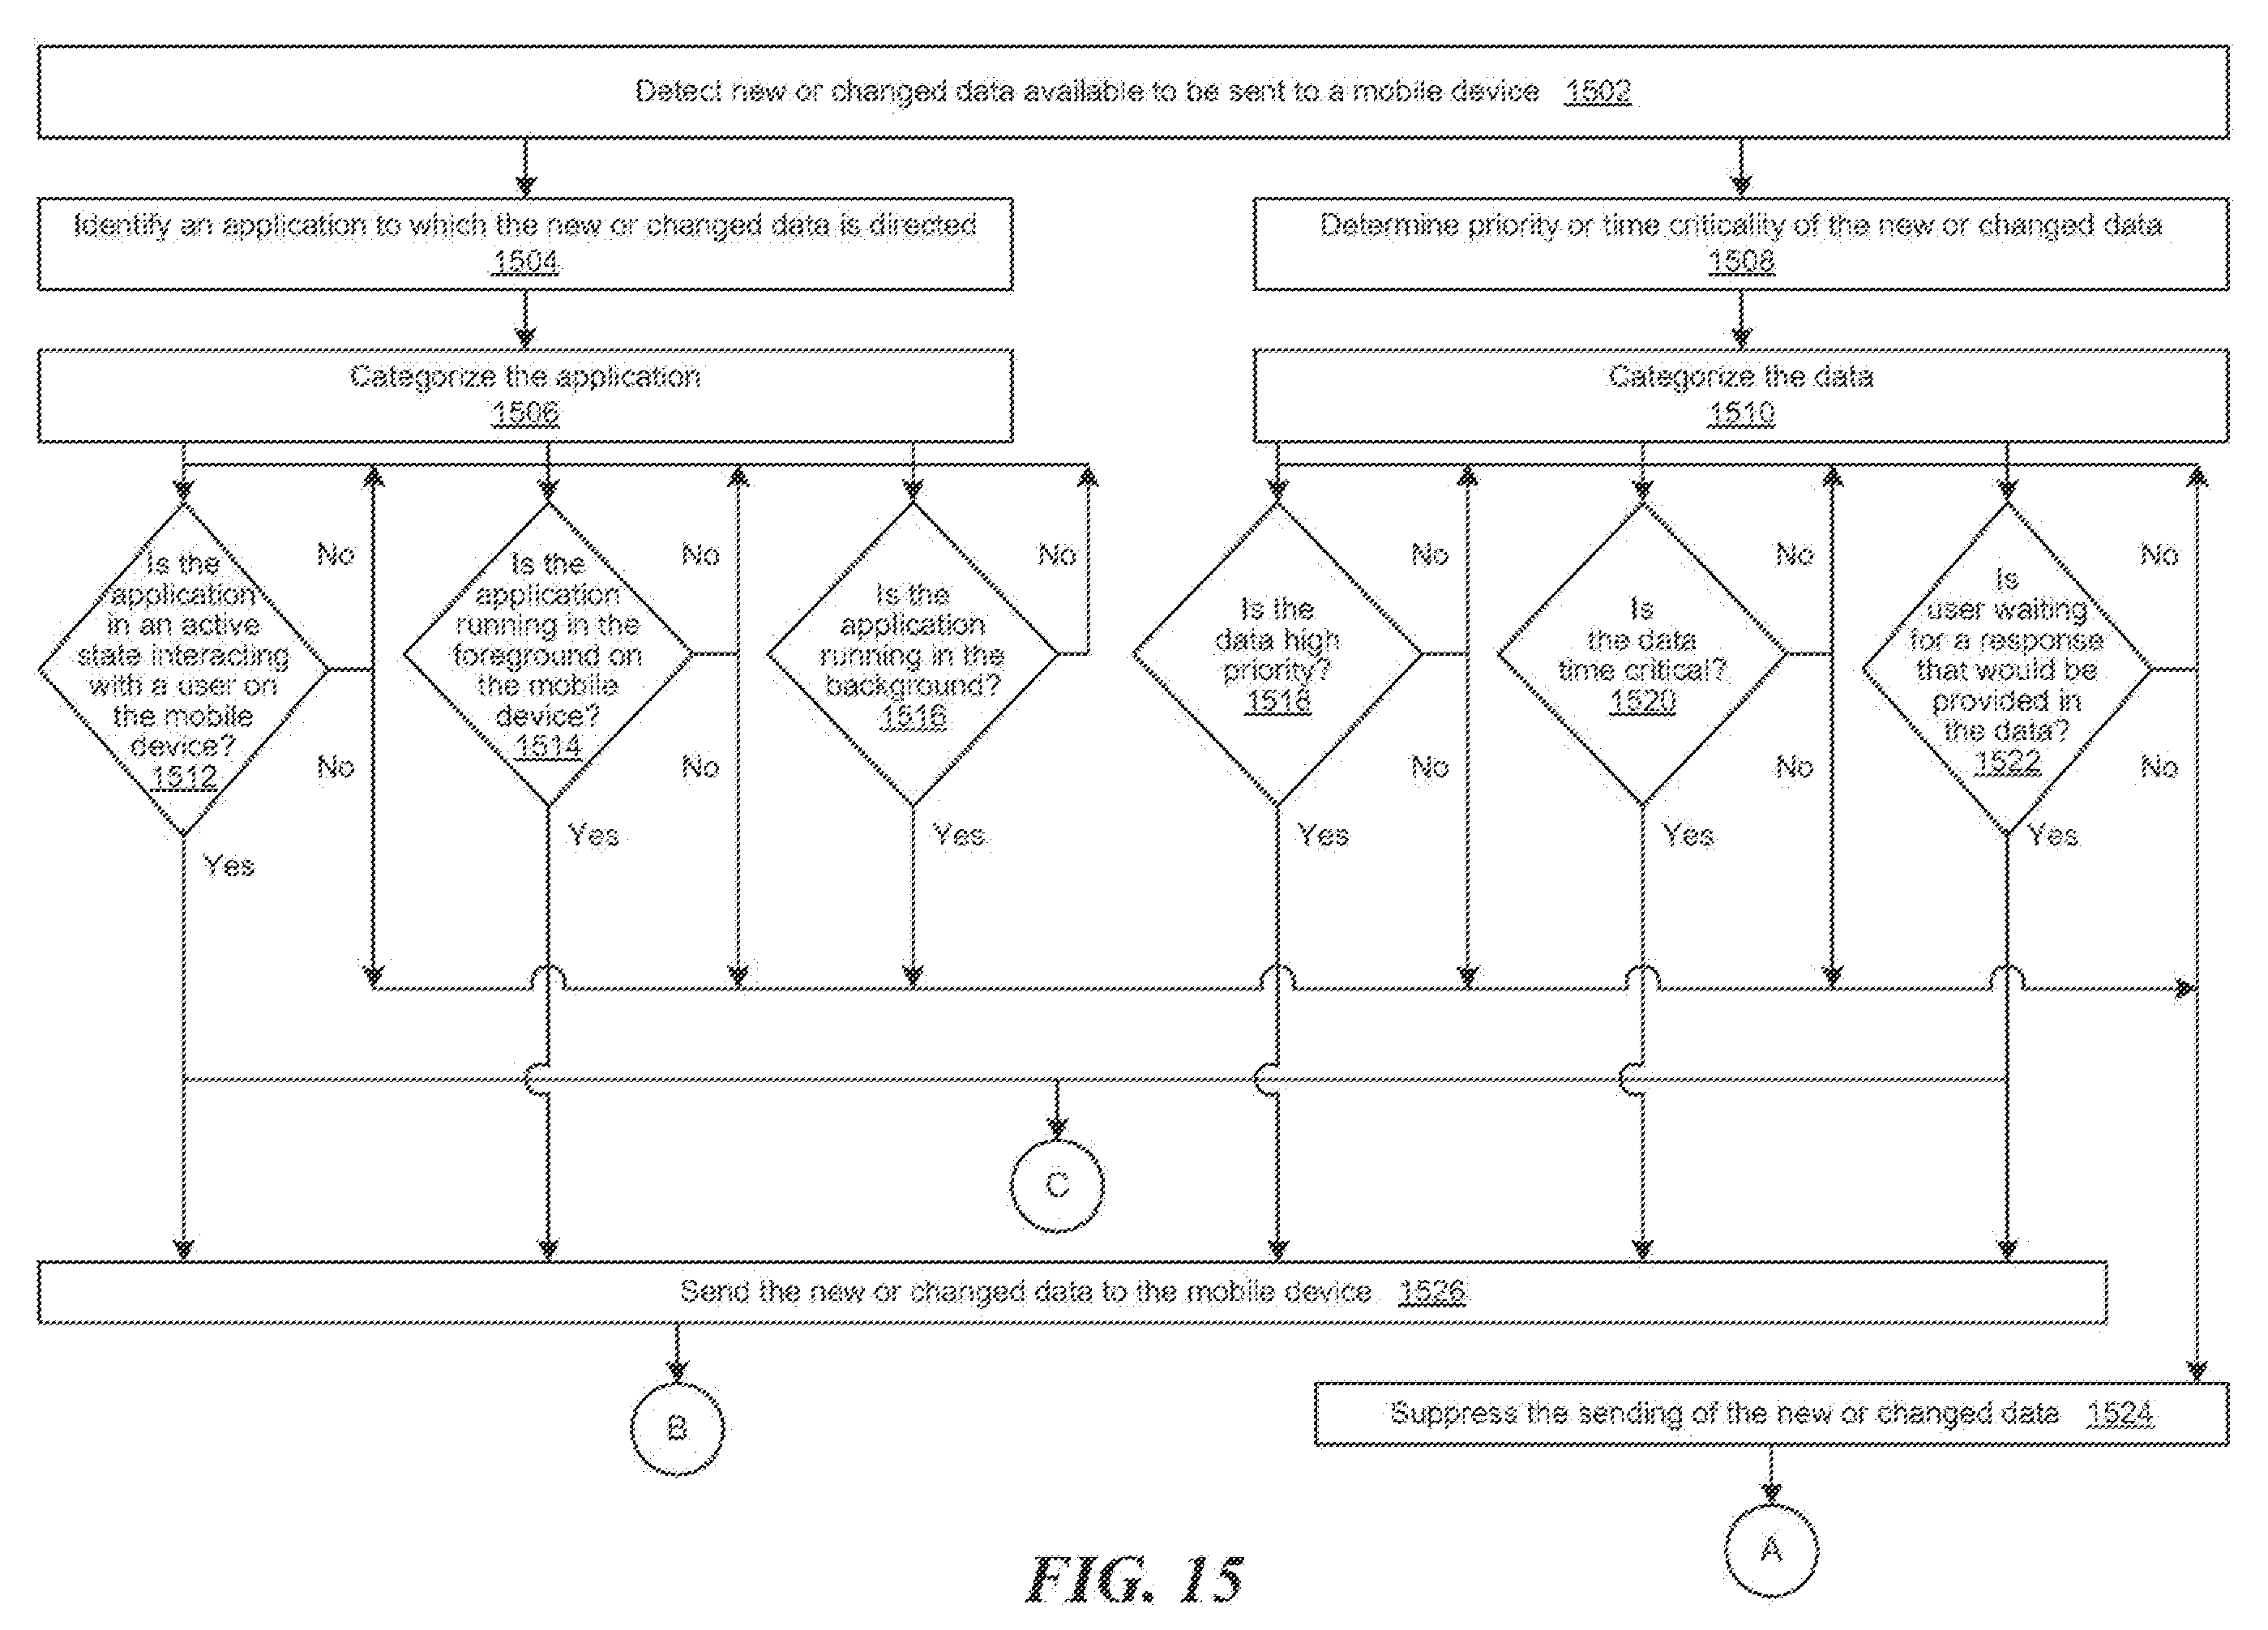 Detect new or changed data available to be sent to a mobile device 1502
Identify an application to which the new or changed data is directed
1504
Determine priority or time criticality of the new or changed data
1508
Categorize the application
1506
Categorize the data
1510
Is the
application
in an active
state interacting
with a user on
the mobile
device?
1512
No
No
Yes
Is the
application
running in the
foreground on
the mobile
device?
1514
No
No
Yes
Is the
application
running in the
background?
1516
No
Yes
Is the
data high
priority?
1518
No
No
Yes
Is
the data
time critical?
1520
No
No
Yes
Is
user waiting
for a response
that would be
provided in
the data?
1522
No
No
Yes
C
Send the new or changed data to the mobile device 1526
B
Suppress the sending of the new or changed data 1524
A
FIG. 15